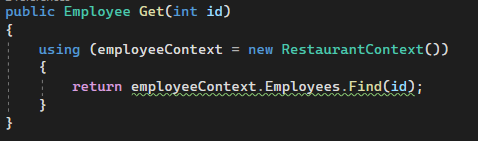 public Employee Get(int id)
{
using (employeeContext = new RestaurantContext())
{
return employeeContext.Employees.Find(id);
}
}